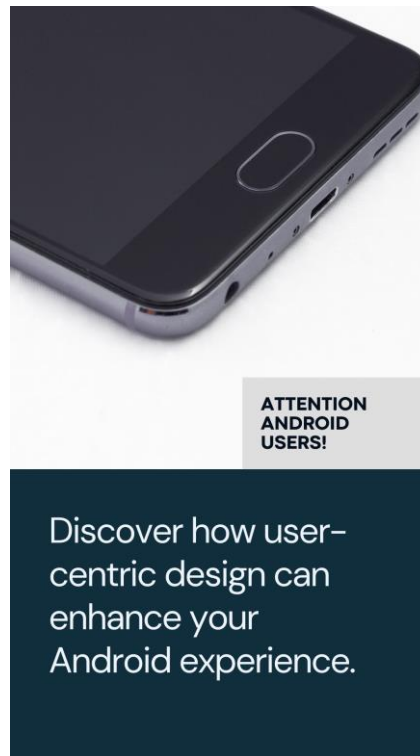 ATTENTION
ANDROID
USERS!
Discover how user-
centric design can
enhance your
Android experience.